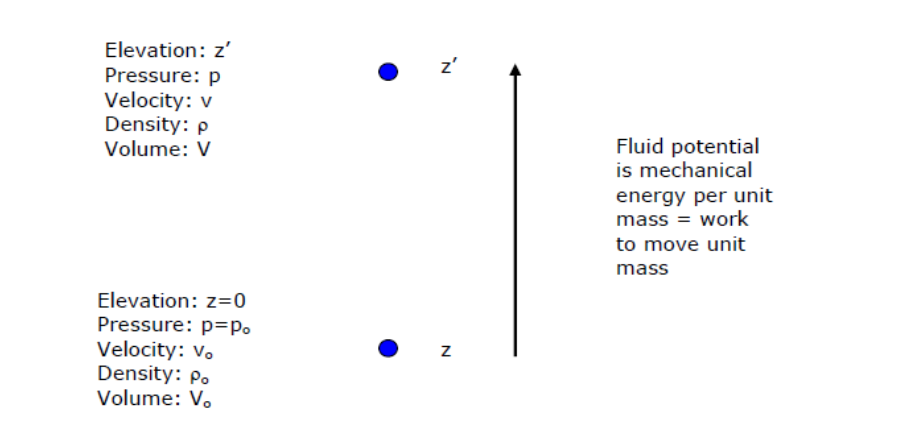 Elevation: z′
Pressure: p
Velocity: v
Density: ρ
Volume: V
z′
Fluid potential
is mechanical
energy per unit
mass = work
to move unit
mass
Elevation: z=0
Pressure: p=pₒ
Velocity: vₒ
Density: ρₒ
Volume: Vₒ
z